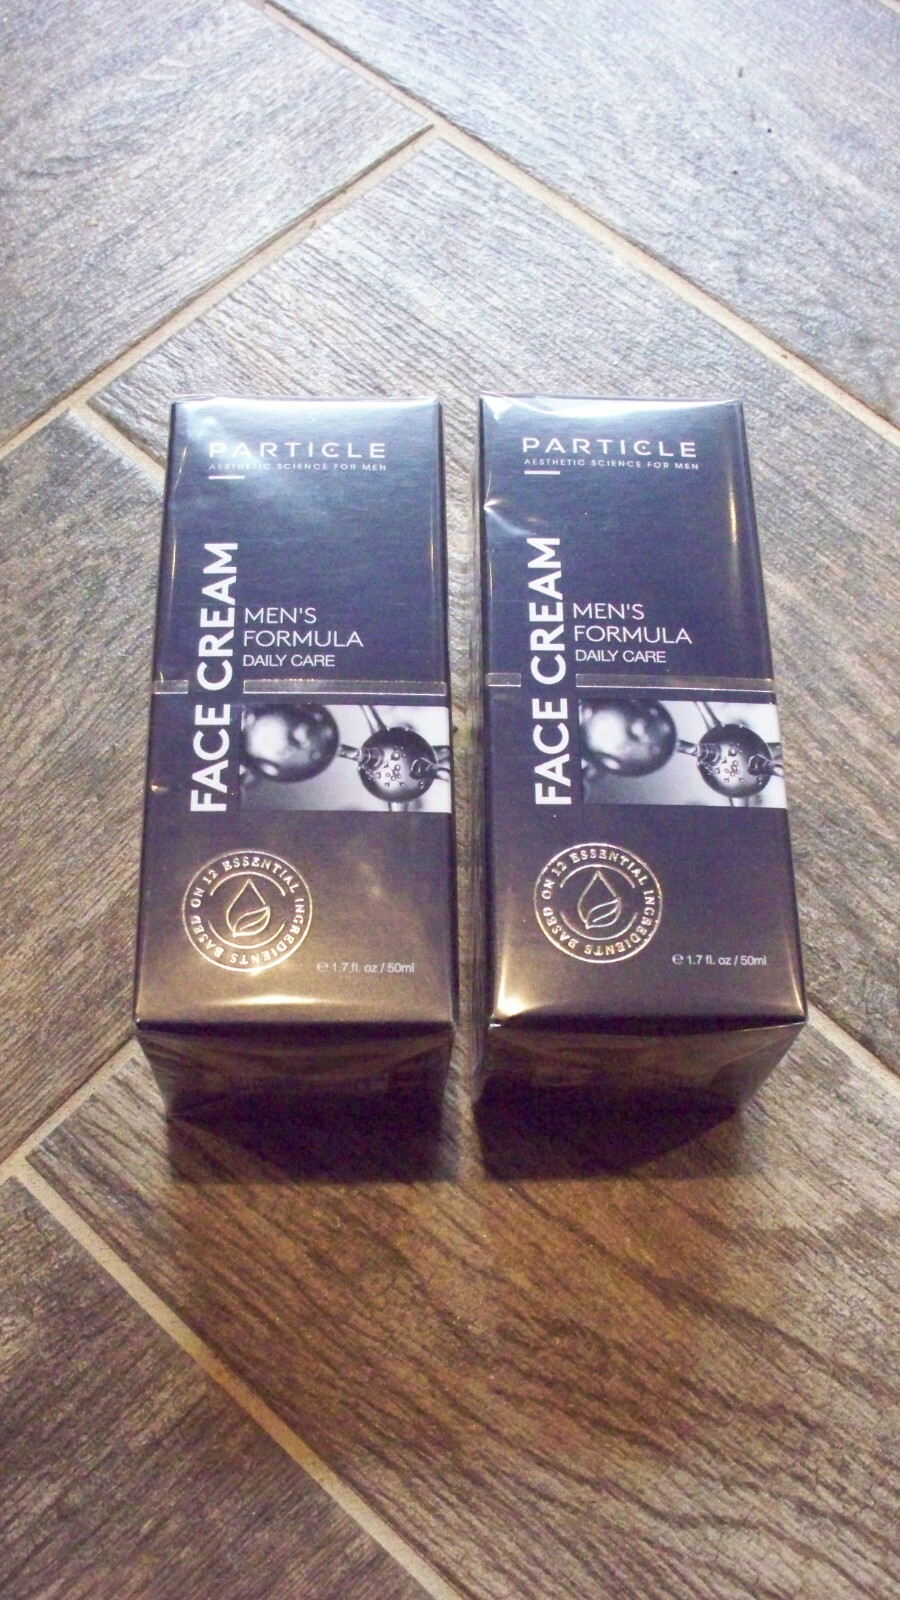 PARTICLE
AESTHETIC SCIENCE FOR MEN
FACE CREAM
MEN'S
FORMULA
DAILY CARE
BASED ON 12 ESSENTIAL INGREDIENTS
e 1.7 fl. oz / 50ml
PARTICLE
AESTHETIC SCIENCE FOR MEN
FACE CREAM
MEN'S
FORMULA
DAILY CARE
BASED ON 12 ESSENTIAL INGREDIENTS
e 1.7 fl. oz / 50ml